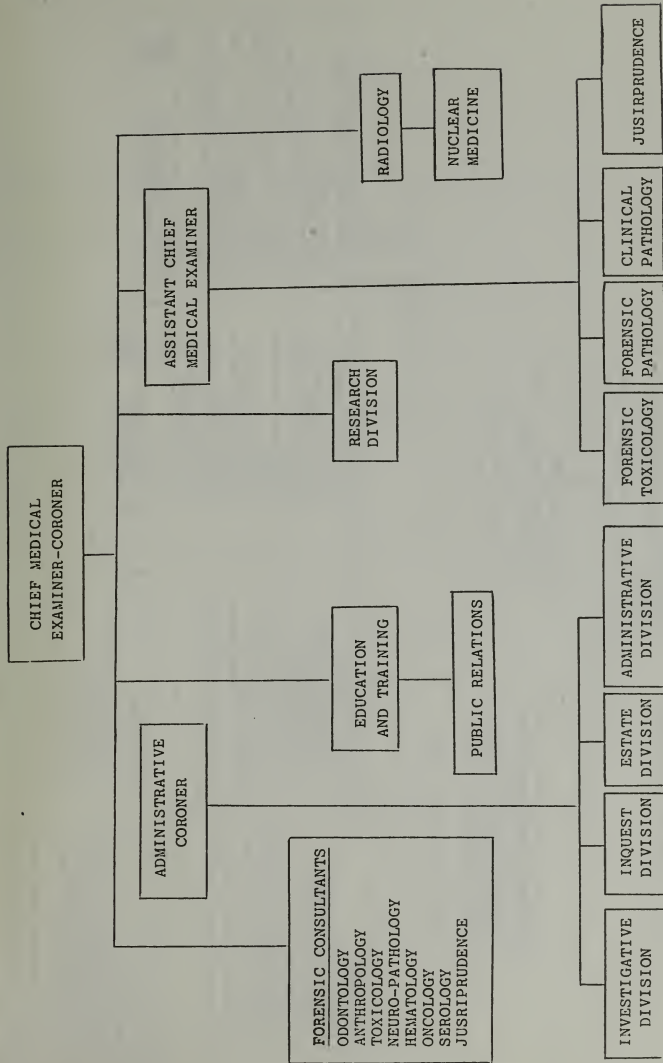 CHIEF MEDICAL
EXAMINER-CORONER
ADMINISTRATIVE
CORONER
ASSISTANT CHIEF
MEDICAL EXAMINER
FORENSIC CONSULTANTS
ODONTOLOGY
ANTHROPOLOGY
TOXICOLOGY
NEURO-PATHOLOGY
HEMATOLOGY
ONCOLOGY
SEROLOGY
JUSRIPRUDENCE
EDUCATION
AND TRAINING
PUBLIC RELATIONS
RESEARCH
DIVISION
RADIOLOGY
NUCLEAR
MEDICINE
INVESTIGATIVE
DIVISION
INQUEST
DIVISION
ESTATE
DIVISION
ADMINISTRATIVE
DIVISION
FORENSIC
TOXICOLOGY
FORENSIC
PATHOLOGY
CLINICAL
PATHOLOGY
JUSIRPRUDENCE